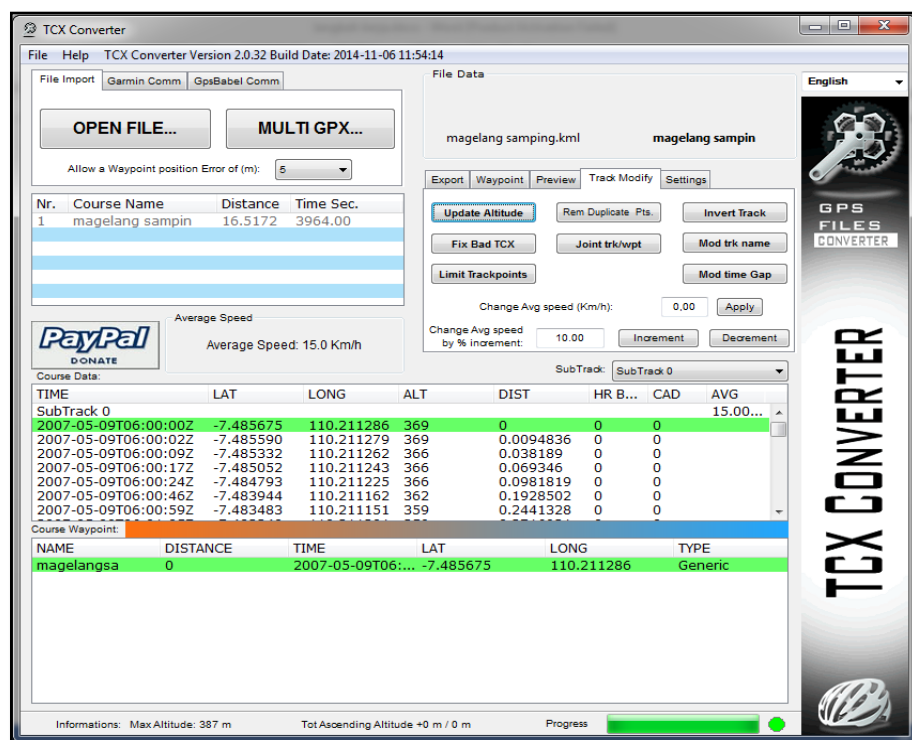 TCX Converter
File Help TCX Converter Version 2.0.32 Build Date: 2014-11-06 11:54:14
File Import Garmin Comm GpsBabel Comm
OPEN FILE... MULTI GPX...
Allow a Waypoint position Error of (m): 5
Nr. Course Name Distance Time Sec.
1 magelang sampin 16.5172 3964.00
PayPal
DONATE
Average Speed
Average Speed: 15.0 Km/h
File Data
magelang samping.kml magelang sampin
Export Waypoint Preview Track Modify Settings
Update Altitude Rem Duplicate Pts. Invert Track
Fix Bad TCX Joint trk/wpt Mod trk name
Limit Trackpoints Mod time Gap
Change Avg speed (Km/h): 0,00 Apply
Change Avg speed
by % increment: 10.00 Increment Decrement
SubTrack: SubTrack 0
Course Data:
TIME LAT LONG ALT DIST HR B... CAD AVG
SubTrack 0 15.00...
2007-05-09T06:00:00Z -7.485675 110.211286 369 0 0 0
2007-05-09T06:00:02Z -7.485590 110.211279 369 0.0094836 0 0
2007-05-09T06:00:09Z -7.485332 110.211262 366 0.038189 0 0
2007-05-09T06:00:17Z -7.485052 110.211243 366 0.069346 0 0
2007-05-09T06:00:24Z -7.484793 110.211225 366 0.0981819 0 0
2007-05-09T06:00:46Z -7.483944 110.211162 362 0.1928502 0 0
2007-05-09T06:00:59Z -7.483483 110.211151 359 0.2441328 0 0
Course Waypoint:
NAME DISTANCE TIME LAT LONG TYPE
magelangsa 0 2007-05-09T06:... -7.485675 110.211286 Generic
Informations: Max Altitude: 387 m Tot Ascending Altitude +0 m / 0 m Progress
English
GPS
FILES
CONVERTER
TCX CONVERTER